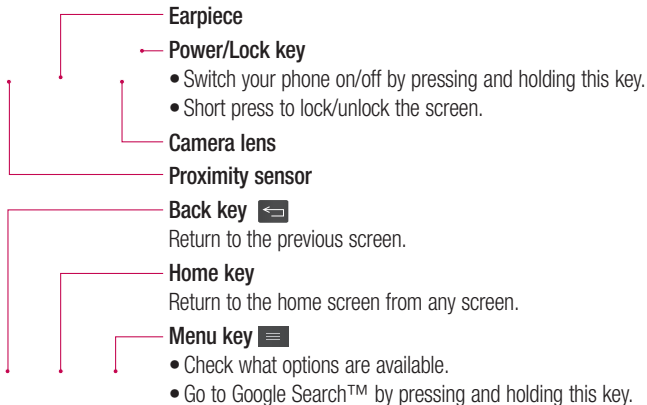 Earpiece
Power/Lock key
• Switch your phone on/off by pressing and holding this key.
• Short press to lock/unlock the screen.
Camera lens
Proximity sensor
Back key
Return to the previous screen.
Home key
Return to the home screen from any screen.
Menu key
• Check what options are available.
• Go to Google Search™ by pressing and holding this key.